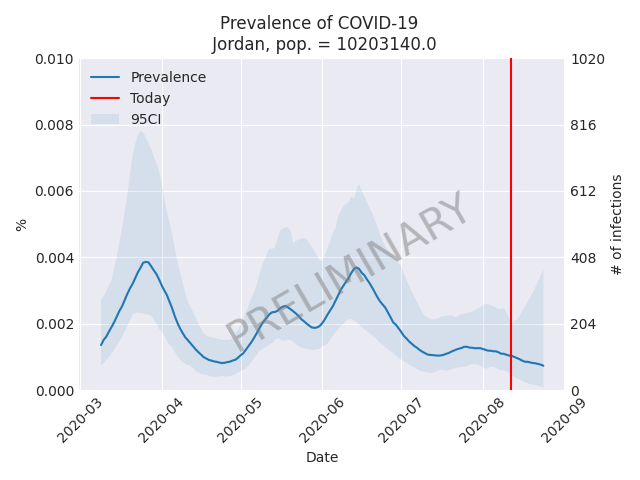 Prevalence of COVID-19
Jordan, pop. = 10203140.0
Prevalence
Today
95CI
PRELIMINARY
%
0.010
0.008
0.006
0.004
0.002
0.000
1020
816
612
408
204
0
# of infections
2020-03
2020-04
2020-05
2020-06
2020-07
2020-08
2020-09
Date